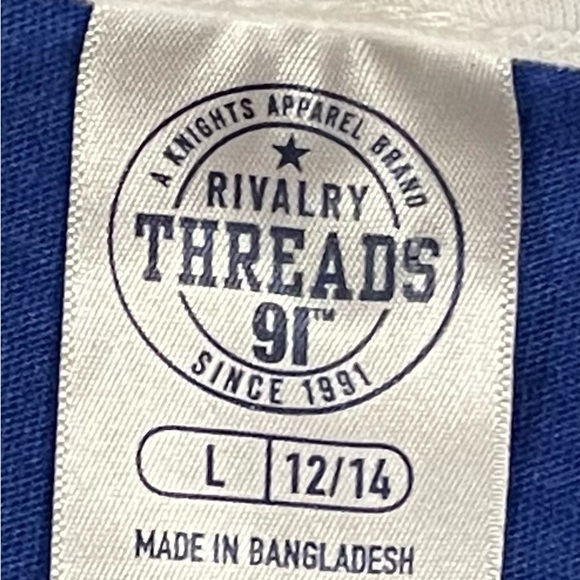 A KNIGHTS APPAREL BRAND
RIVALRY
THREADS
91™
SINCE 1991
L 12/14
MADE IN BANGLADESH